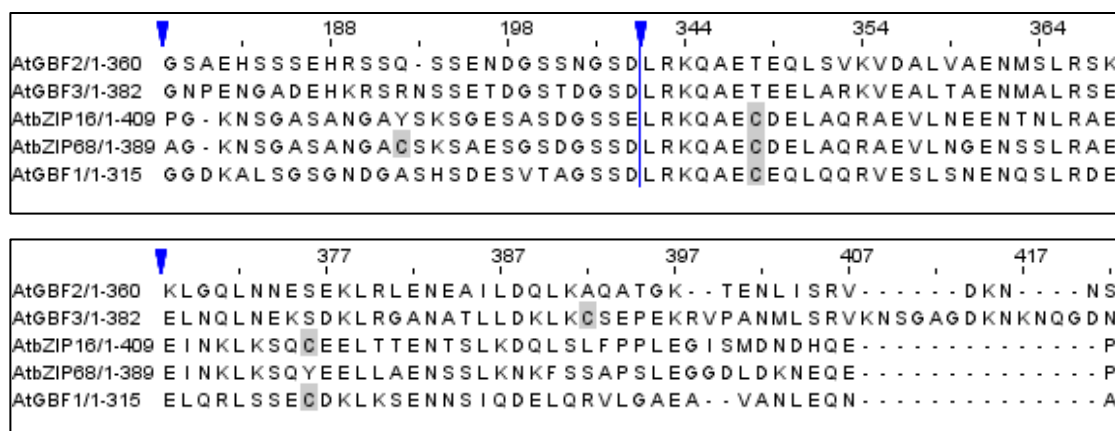 188 198 344 354 364
AtGBF2/1-360 GSAEHSSSEHRSSQ-SSENDGSSNGSDLRKQAETEQLSVKVDALVAENMSLRSK
AtGBF3/1-382 GNPENGADEHKRSRNSSETDGSTDGSDLRKQAETEELARKVEALTAENMALRSE
AtbZIP16/1-409 PG-KNSGASANGAYSKSGESASDGSSELRKQAECDELAQRAEVLNEENTNLRAE
AtbZIP68/1-389 AG-KNSGASANGACSKSAESGSDGSSDLRKQAECDELAQRAEVLNGENSSLRAE
AtGBF1/1-315 GGDKALSGSGNDGASHSDESVTAGSSDLRKQAECEQLQQRVESLSNENQSLRDE
377 387 397 407 417
AtGBF2/1-360 KLGQLNNESEKLRLENEAILDQLKAQATGK--TENLISRV------DKN---NS
AtGBF3/1-382 ELNQLNEKSDKLRGANATLLDKLKCSEPEKRVPANMLSRVKNSGAGDKNKNQGDN
AtbZIP16/1-409 EINKLKSQCEELTTENTSLKDQLSLFPPLEGISMDNDHQE--------------P
AtbZIP68/1-389 EINKLKSQYEELLAENSSLKNKFSSAPSLEGGDLDKNEQE--------------P
AtGBF1/1-315 ELQRLSSECDKLKSENNSIQDELQRVLGAEA--VANLEQN--------------A